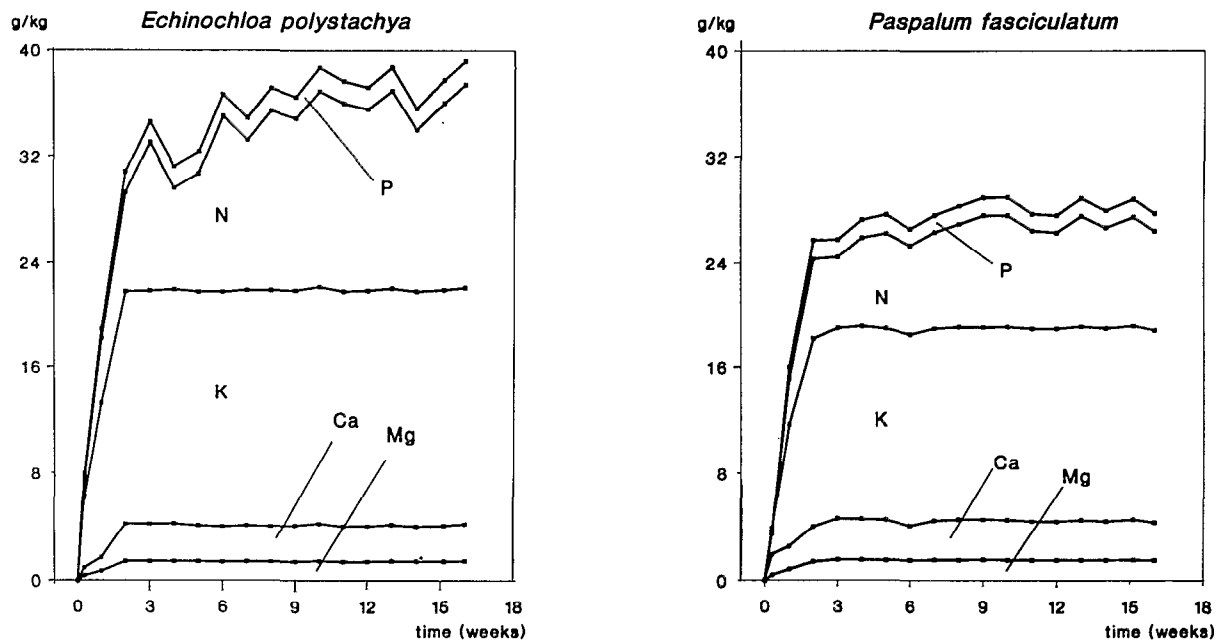 g/kg
Echinochloa polystachya
40
32
24
16
8
0
P
N
K
Ca
Mg
0 3 6 9 12 15 18
time (weeks)
g/kg
Paspalum fasciculatum
40
32
24
16
8
0
P
N
K
Ca
Mg
0 3 6 9 12 15 18
time (weeks)